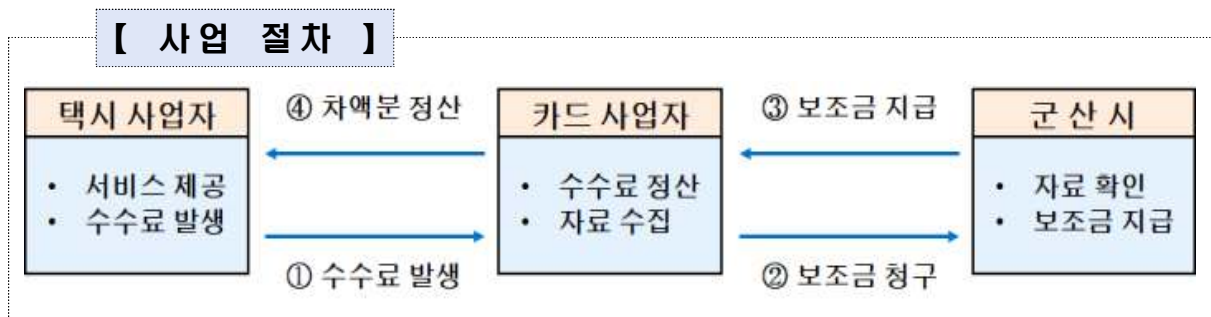 【 사업 절차 】
택시 사업자
• 서비스 제공
• 수수료 발생
④ 차액분 정산
① 수수료 발생
카드 사업자
• 수수료 정산
• 자료 수집
③ 보조금 지급
② 보조금 청구
군 산 시
• 자료 확인
• 보조금 지급